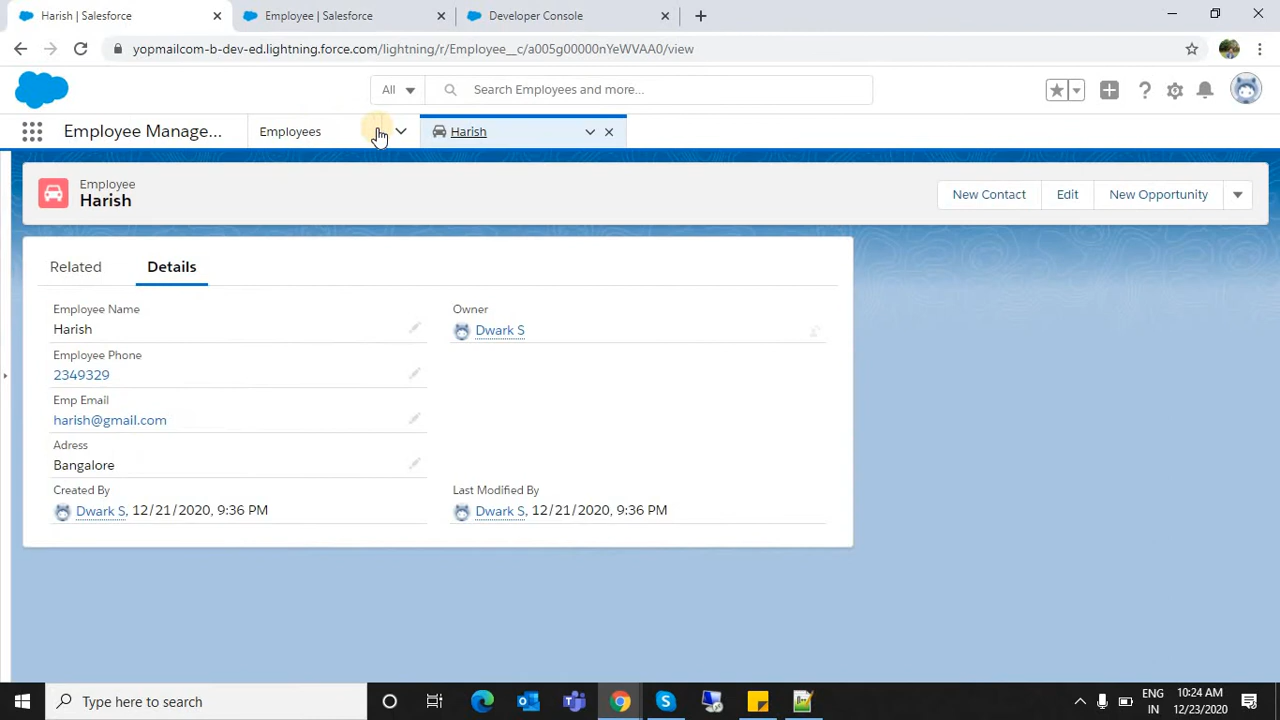 Harish | Salesforce
Employee | Salesforce
Developer Console
yopmailcom-b-dev-ed.lightning.force.com/lightning/r/Employee__c/a005g00000nYeWVAA0/view
All
Search Employees and more...
Employee Manage...
Employees
Harish
Employee
Harish
New Contact
Edit
New Opportunity
Related
Details
Employee Name
Harish
Owner
Dwark S
Employee Phone
2349329
Emp Email
harish@gmail.com
Adress
Bangalore
Created By
Dwark S, 12/21/2020, 9:36 PM
Last Modified By
Dwark S, 12/21/2020, 9:36 PM
Type here to search
ENG
IN
10:24 AM
12/23/2020